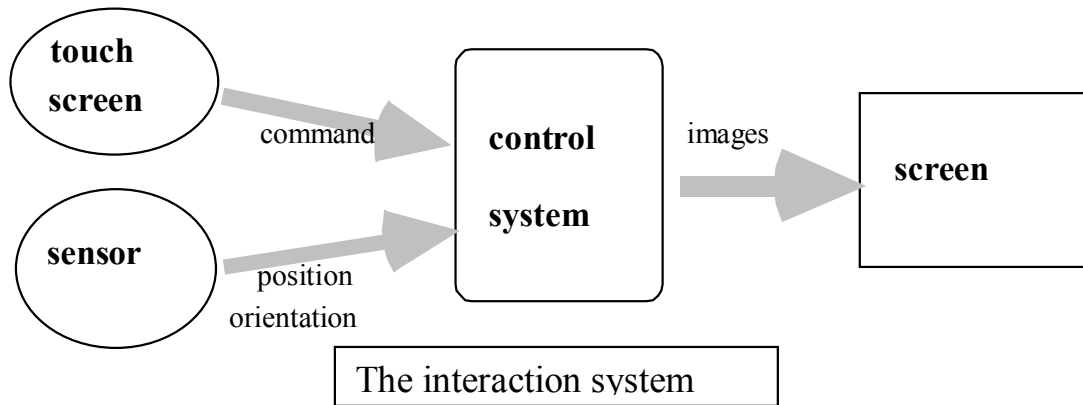 touch
screen
command
sensor
position
orientation
control
system
images
screen
The interaction system